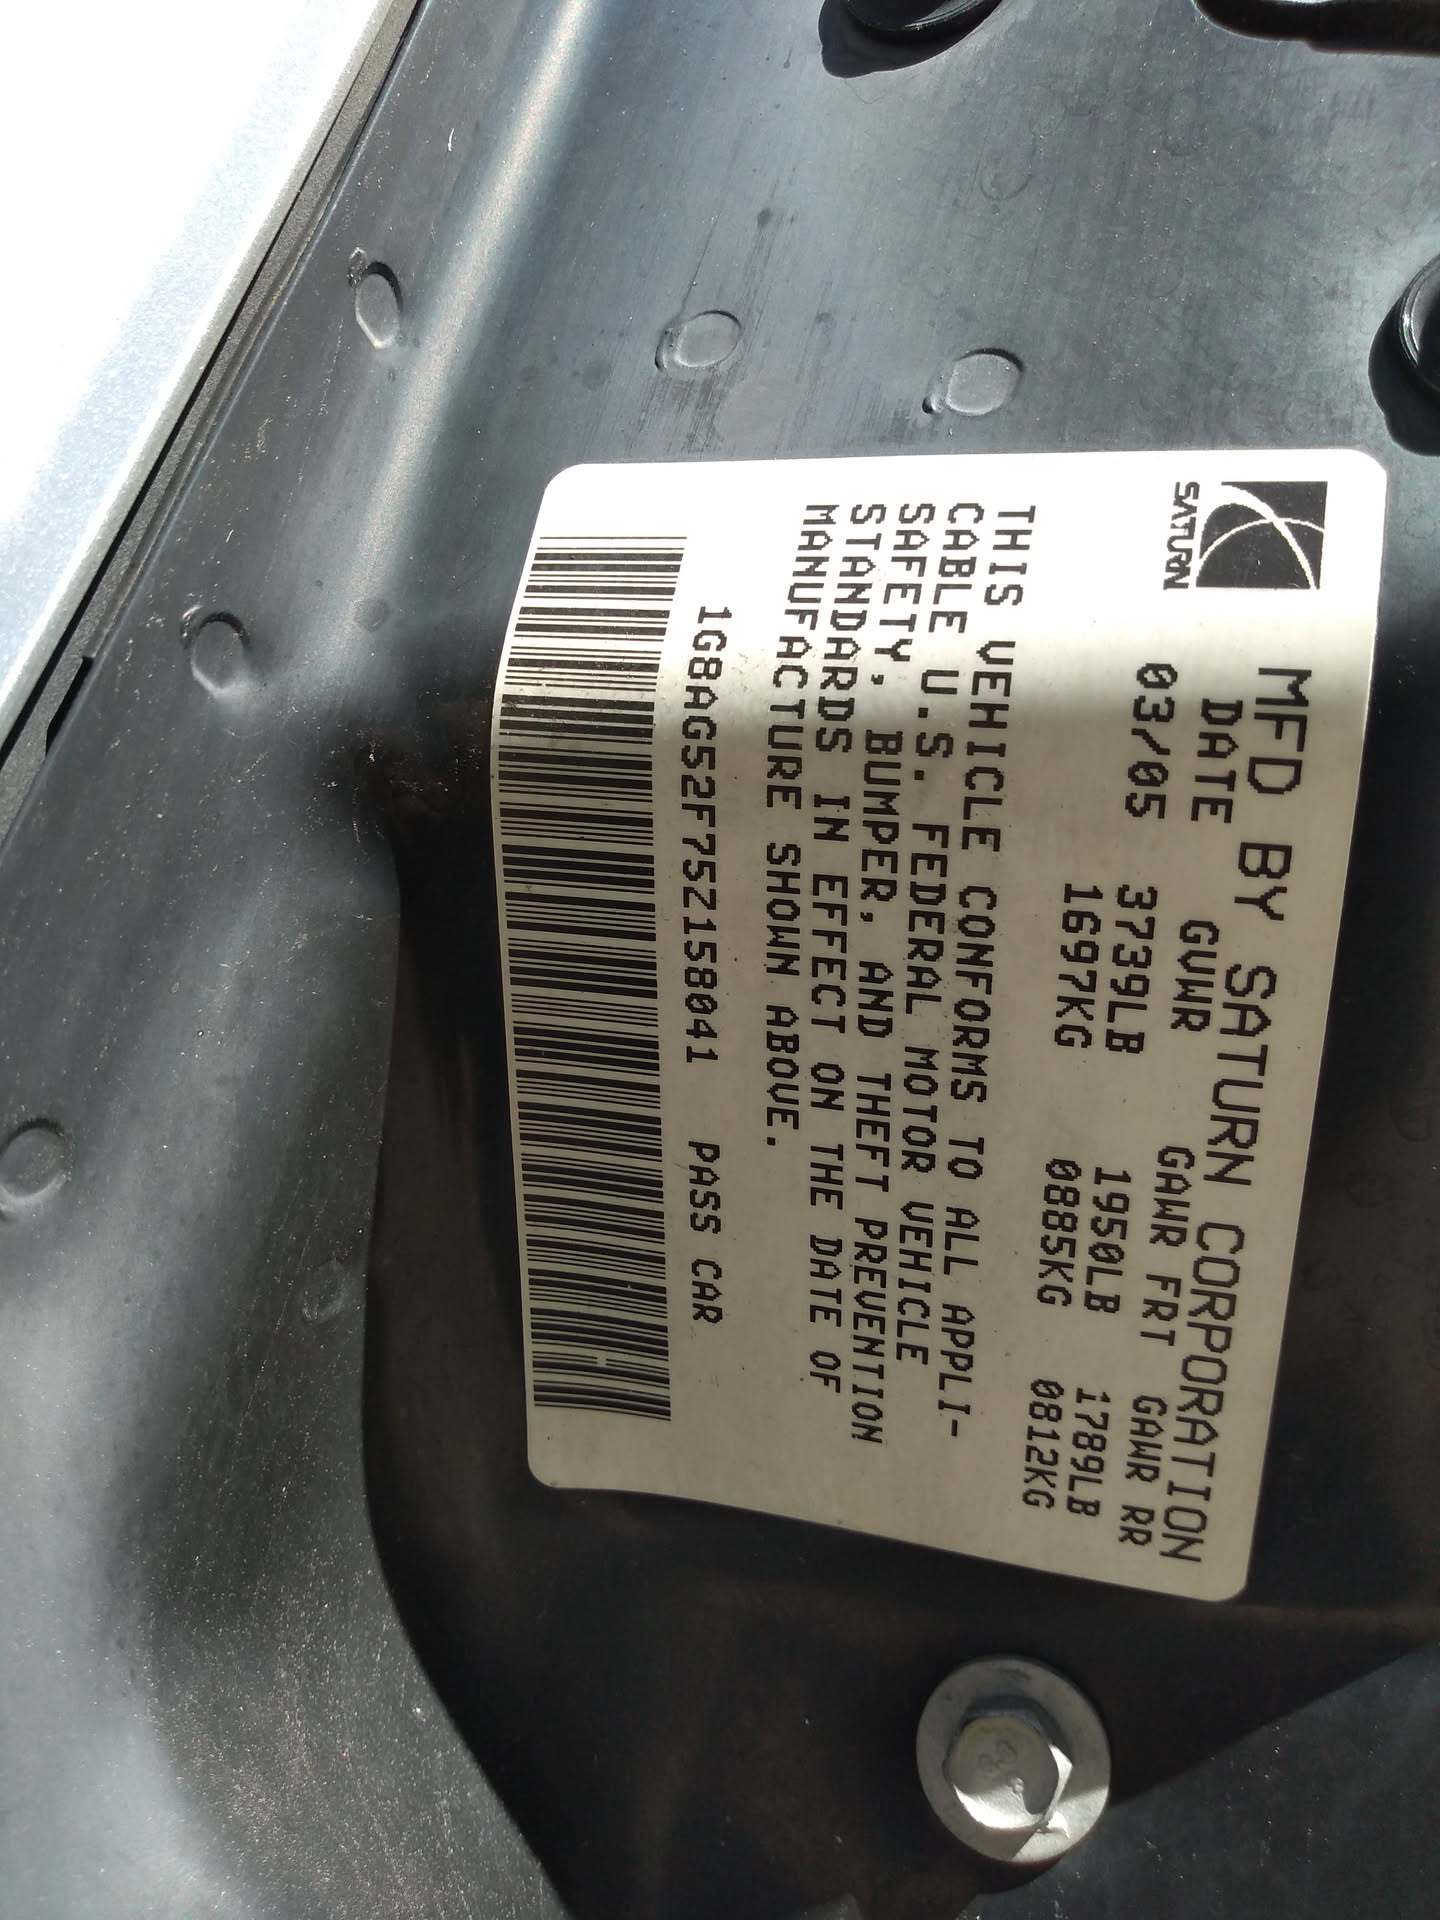 SATURN
MFD BY SATURN CORPORATION
DATE GVWR GAWR FRT GAWR RR
03/05 3739LB 1950LB 1789LB
1697KG 0885KG 0812KG
THIS VEHICLE CONFORMS TO ALL APPLI-
CABLE U.S. FEDERAL MOTOR VEHICLE
SAFETY, BUMPER, AND THEFT PREVENTION
STANDARDS IN EFFECT ON THE DATE OF
MANUFACTURE SHOWN ABOVE.
1G8AG52F75Z158041 PASS CAR